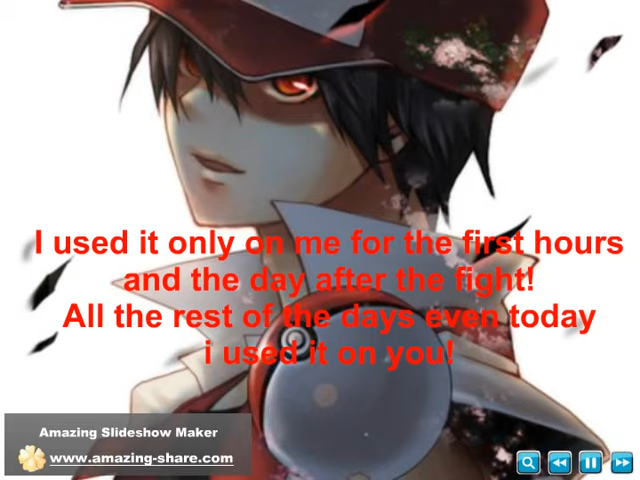 I used it only on me for the first hours
and the day after the fight!
All the rest of the days even today
i used it on you!
Amazing Slideshow Maker
www.amazing-share.com